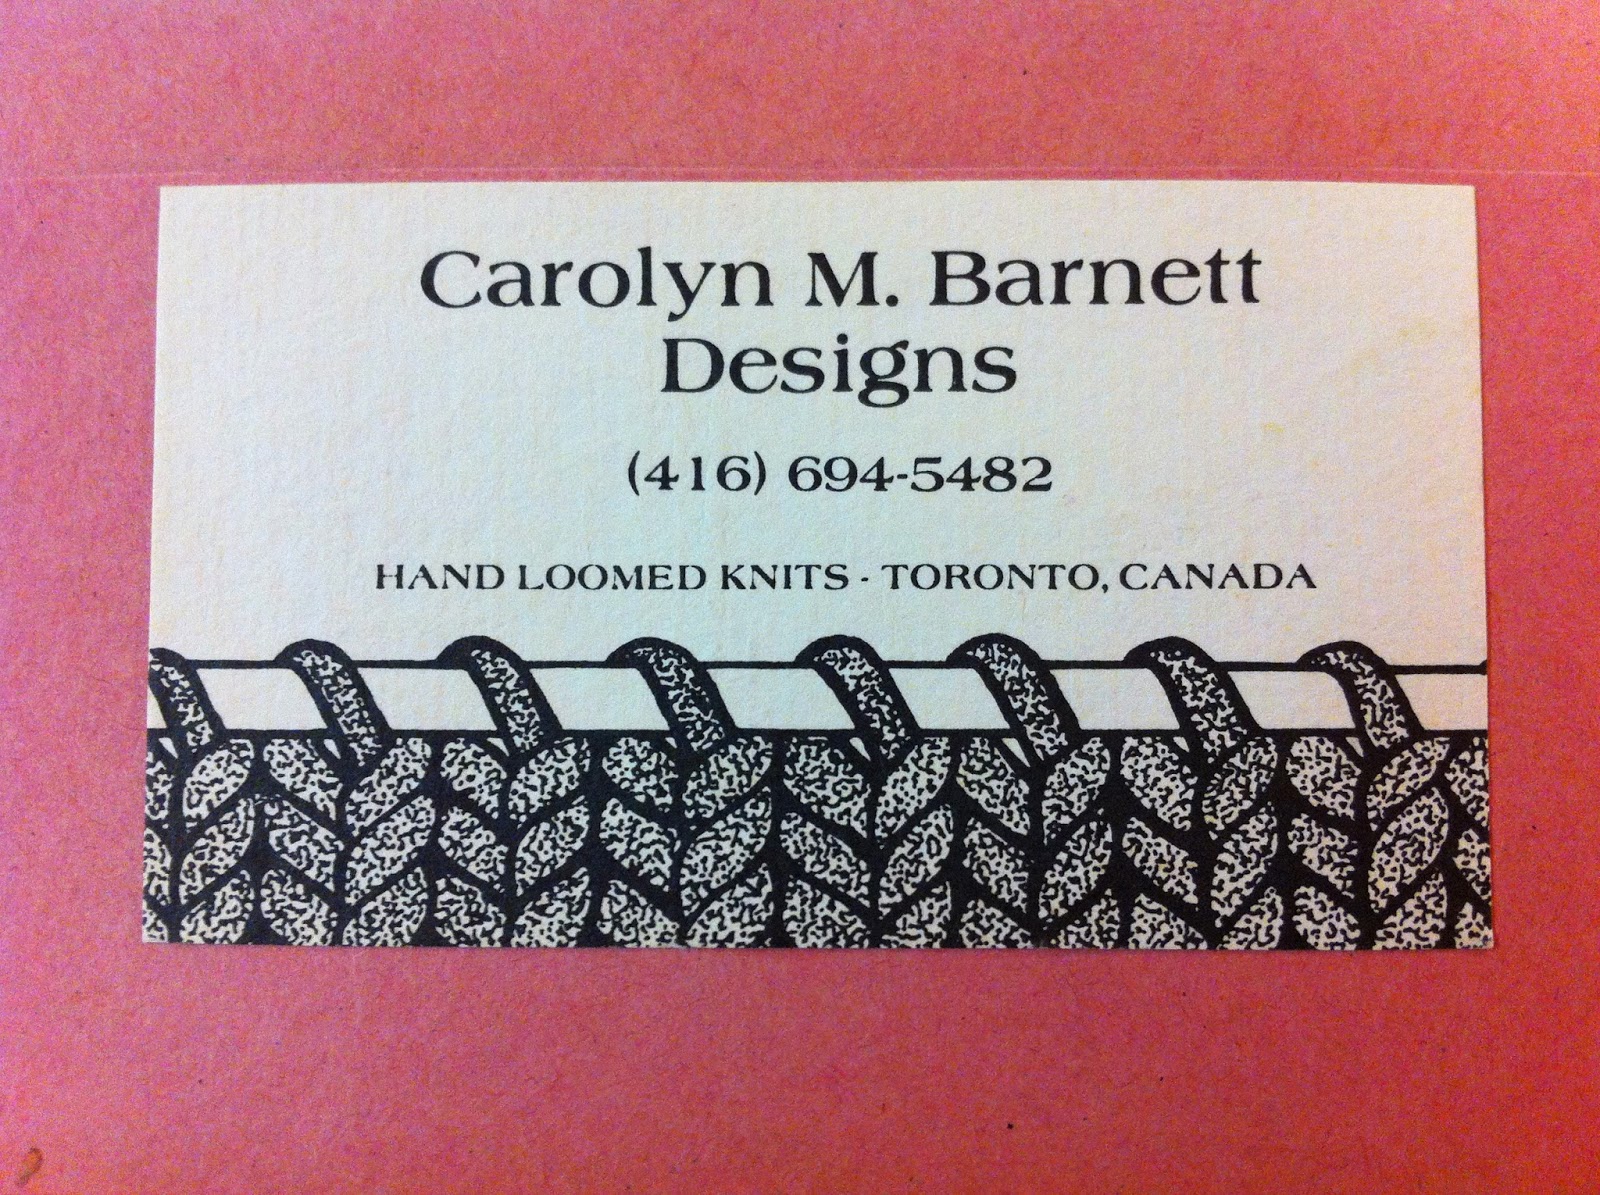 Carolyn M. Barnett
Designs
(416) 694-5482
HAND LOOMED KNITS - TORONTO, CANADA